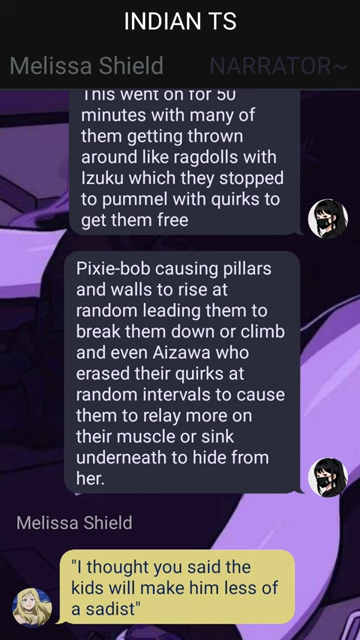 INDIAN TS
Melissa Shield NARRATOR~
This went on for 50
minutes with many of
them getting thrown
around like ragdolls with
Izuku which they stopped
to pummel with quirks to
get them free
Pixie-bob causing pillars
and walls to rise at
random leading them to
break them down or climb
and even Aizawa who
erased their quirks at
random intervals to cause
them to relay more on
their muscle or sink
underneath to hide from
her.
Melissa Shield
"I thought you said the
kids will make him less of
a sadist"